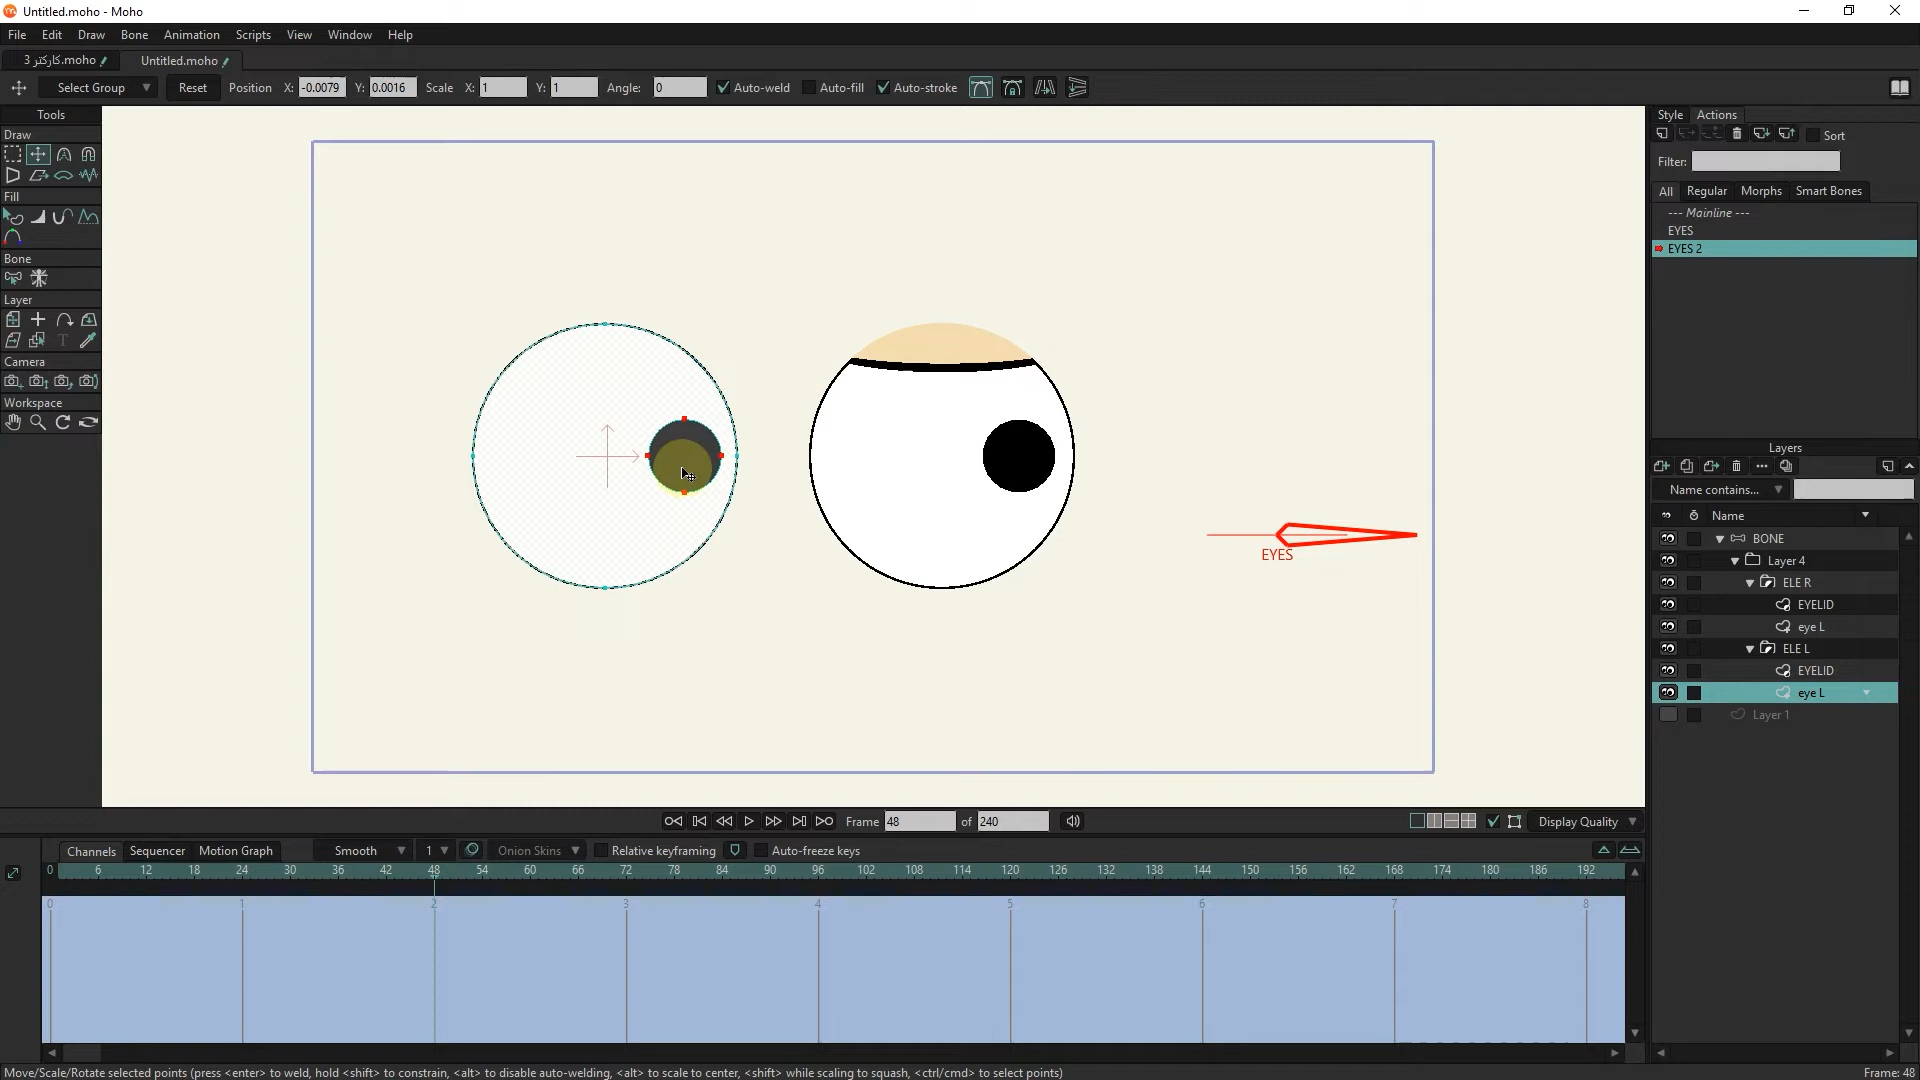 Untitled.moho - Moho
File Edit Draw Bone Animation Scripts View Window Help
کارکتر 3.moho Untitled.moho
Select Group Reset Position X: -0.0079 Y: 0.0016 Scale X: 1 Y: 1 Angle: 0 Auto-weld Auto-fill Auto-stroke
Tools
Draw
Fill
Bone
Layer
Camera
Workspace
Style Actions
Sort
Filter:
All Regular Morphs Smart Bones
--- Mainline ---
EYES
EYES 2
EYES
Layers
Name contains...
Name
BONE
Layer 4
ELE R
EYELID
eye L
ELE L
EYELID
eye L
Layer 1
Frame 48 of 240 Display Quality
Channels Sequencer Motion Graph Smooth 1 Onion Skins Relative keyframing Auto-freeze keys
0 6 12 18 24 30 36 42 48 54 60 66 72 78 84 90 96 102 108 114 120 126 132 138 144 150 156 162 168 174 180 186 192
0 1 2 3 4 5 6 7 8
Move/Scale/Rotate selected points (press <enter> to weld, hold <shift> to constrain, <alt> to disable auto-welding, <alt> to scale to center, <shift> while scaling to squash, <ctrl/cmd> to select points) Frame: 48